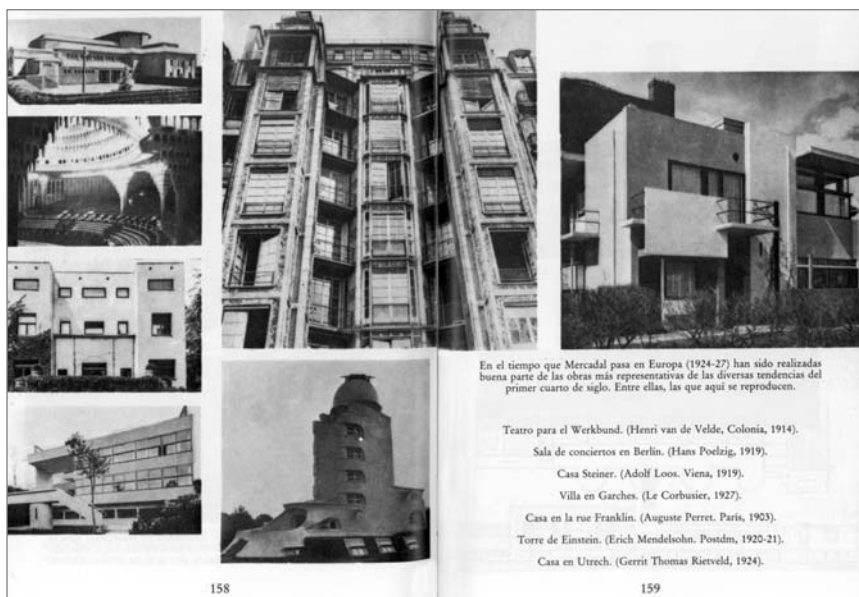 En el tiempo que Mercadal pasa en Europa (1924-27) han sido realizadas
buena parte de las obras más representativas de las diversas tendencias del
primer cuarto de siglo. Entre ellas, las que aquí se reproducen.
Teatro para el Werkbund. (Henri van de Velde, Colonia, 1914).
Sala de conciertos en Berlín. (Hans Poelzig, 1919).
Casa Steiner. (Adolf Loos. Viena, 1919).
Villa en Garches. (Le Corbusier, 1927).
Casa en la rue Franklin. (Auguste Perret. París, 1903).
Torre de Einstein. (Erich Mendelsohn. Postdm, 1920-21).
Casa en Utrech. (Gerrit Thomas Rietveld, 1924).
158
159